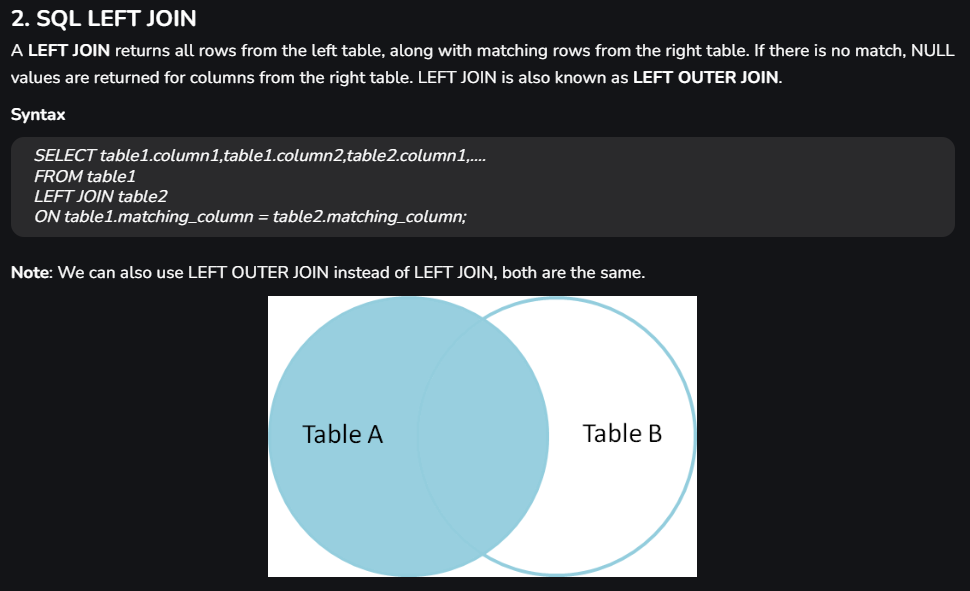 2. SQL LEFT JOIN
A LEFT JOIN returns all rows from the left table, along with matching rows from the right table. If there is no match, NULL
values are returned for columns from the right table. LEFT JOIN is also known as LEFT OUTER JOIN.
Syntax
SELECT table1.column1,table1.column2,table2.column1,....
FROM table1
LEFT JOIN table2
ON table1.matching_column = table2.matching_column;
Note: We can also use LEFT OUTER JOIN instead of LEFT JOIN, both are the same.
Table A
Table B